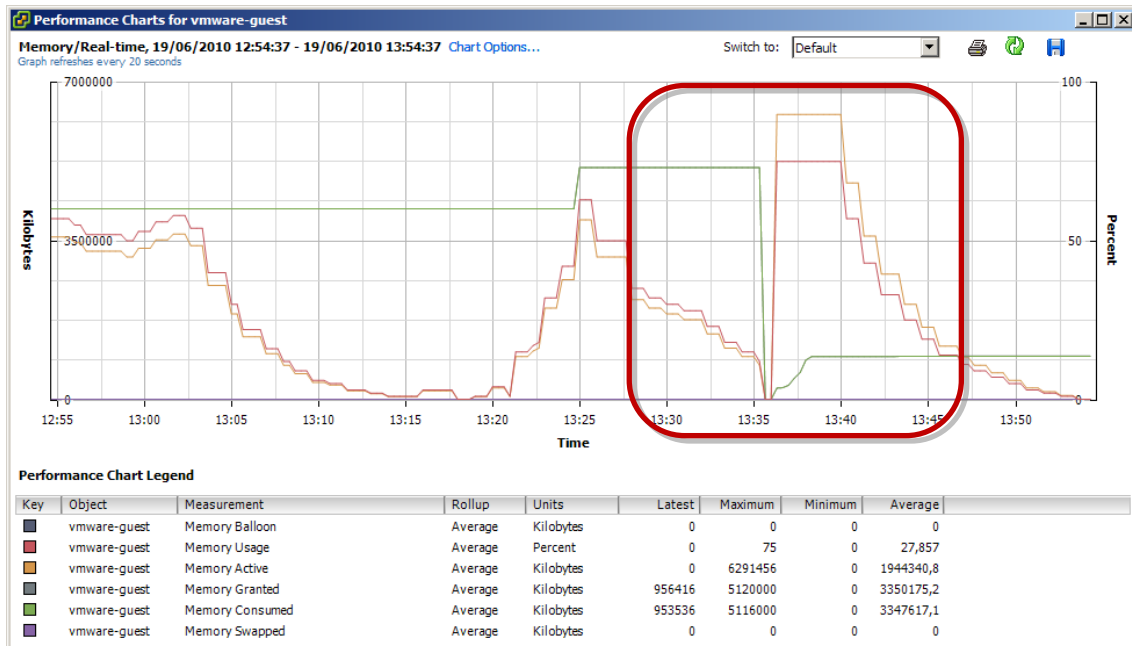 Performance Charts for vmware-guest
Memory/Real-time, 19/06/2010 12:54:37 - 19/06/2010 13:54:37 Chart Options... Switch to: Default
Graph refreshes every 20 seconds
7000000 100
Kilobytes
3500000 50
Percent
0 0
12:55 13:00 13:05 13:10 13:15 13:20 13:25 13:30 13:35 13:40 13:45 13:50
Time
Performance Chart Legend
Key Object Measurement Rollup Units Latest Maximum Minimum Average
vmware-guest Memory Balloon Average Kilobytes 0 0 0 0
vmware-guest Memory Usage Average Percent 0 75 0 27,857
vmware-guest Memory Active Average Kilobytes 0 6291456 0 1944340,8
vmware-guest Memory Granted Average Kilobytes 956416 5120000 0 3350175,2
vmware-guest Memory Consumed Average Kilobytes 953536 5116000 0 3347617,1
vmware-guest Memory Swapped Average Kilobytes 0 0 0 0